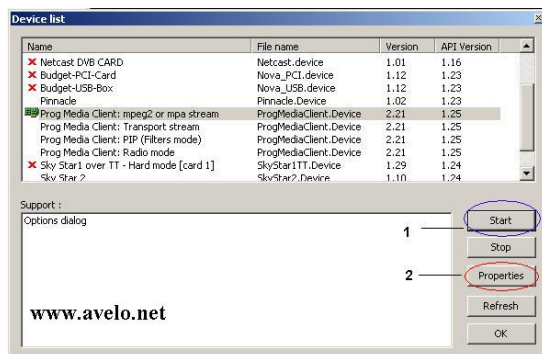 Device list
Name File name Version API Version
Netcast DVB CARD Netcast.device 1.01 1.16
Budget-PCI-Card Nova_PCI.device 1.12 1.23
Budget-USB-Box Nova_USB.device 1.12 1.23
Pinnacle Pinnacle.Device 1.02 1.23
Prog Media Client: mpeg2 or mpa stream ProgMediaClient.Device 2.21 1.25
Prog Media Client: Transport stream ProgMediaClient.Device 2.21 1.25
Prog Media Client: PIP (Filters mode) ProgMediaClient.Device 2.21 1.25
Prog Media Client: Radio mode ProgMediaClient.Device 2.21 1.25
Sky Star1 over TT - Hard mode [card 1] SkyStar1TT.Device 1.29 1.24
Sky Star 2 SkyStar2.Device 1.10 1.24
Support :
Options dialog
1
Start
Stop
2
Properties
Refresh
OK
www.avelo.net